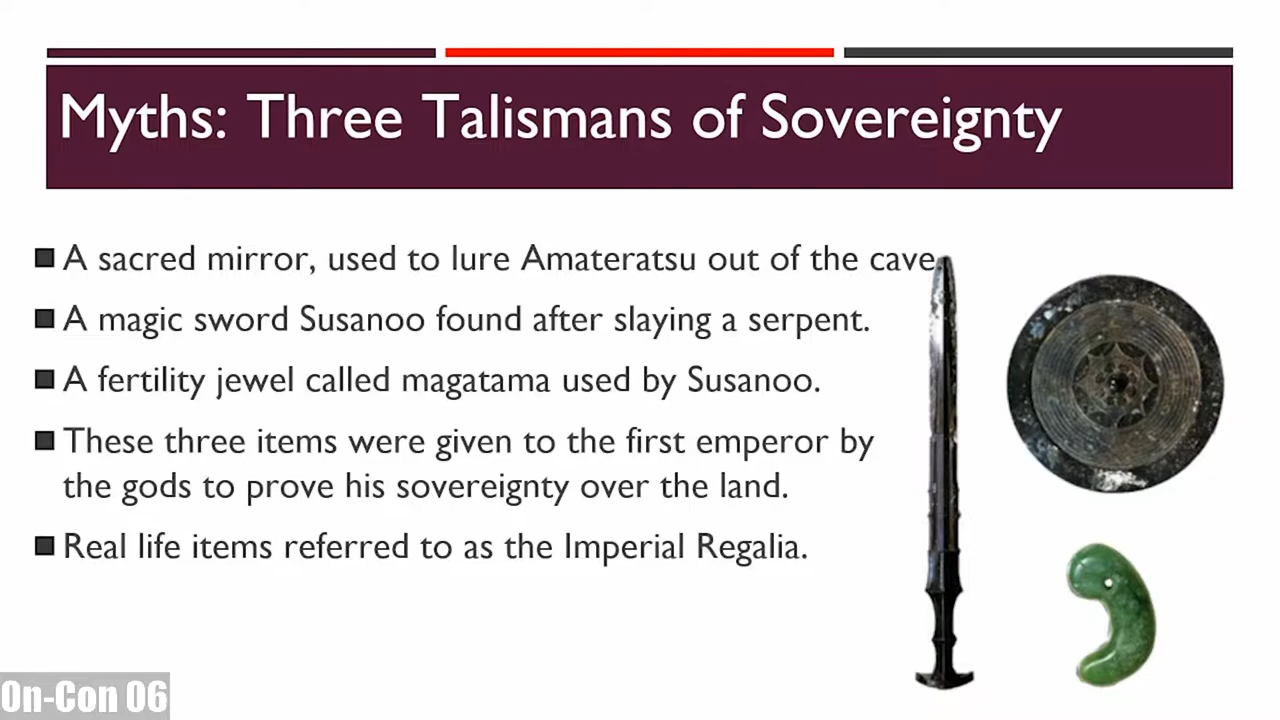 Myths: Three Talismans of Sovereignty
A sacred mirror, used to lure Amateratsu out of the cave
A magic sword Susanoo found after slaying a serpent.
A fertility jewel called magatama used by Susanoo.
These three items were given to the first emperor by
the gods to prove his sovereignty over the land.
Real life items referred to as the Imperial Regalia.
On-Con 06